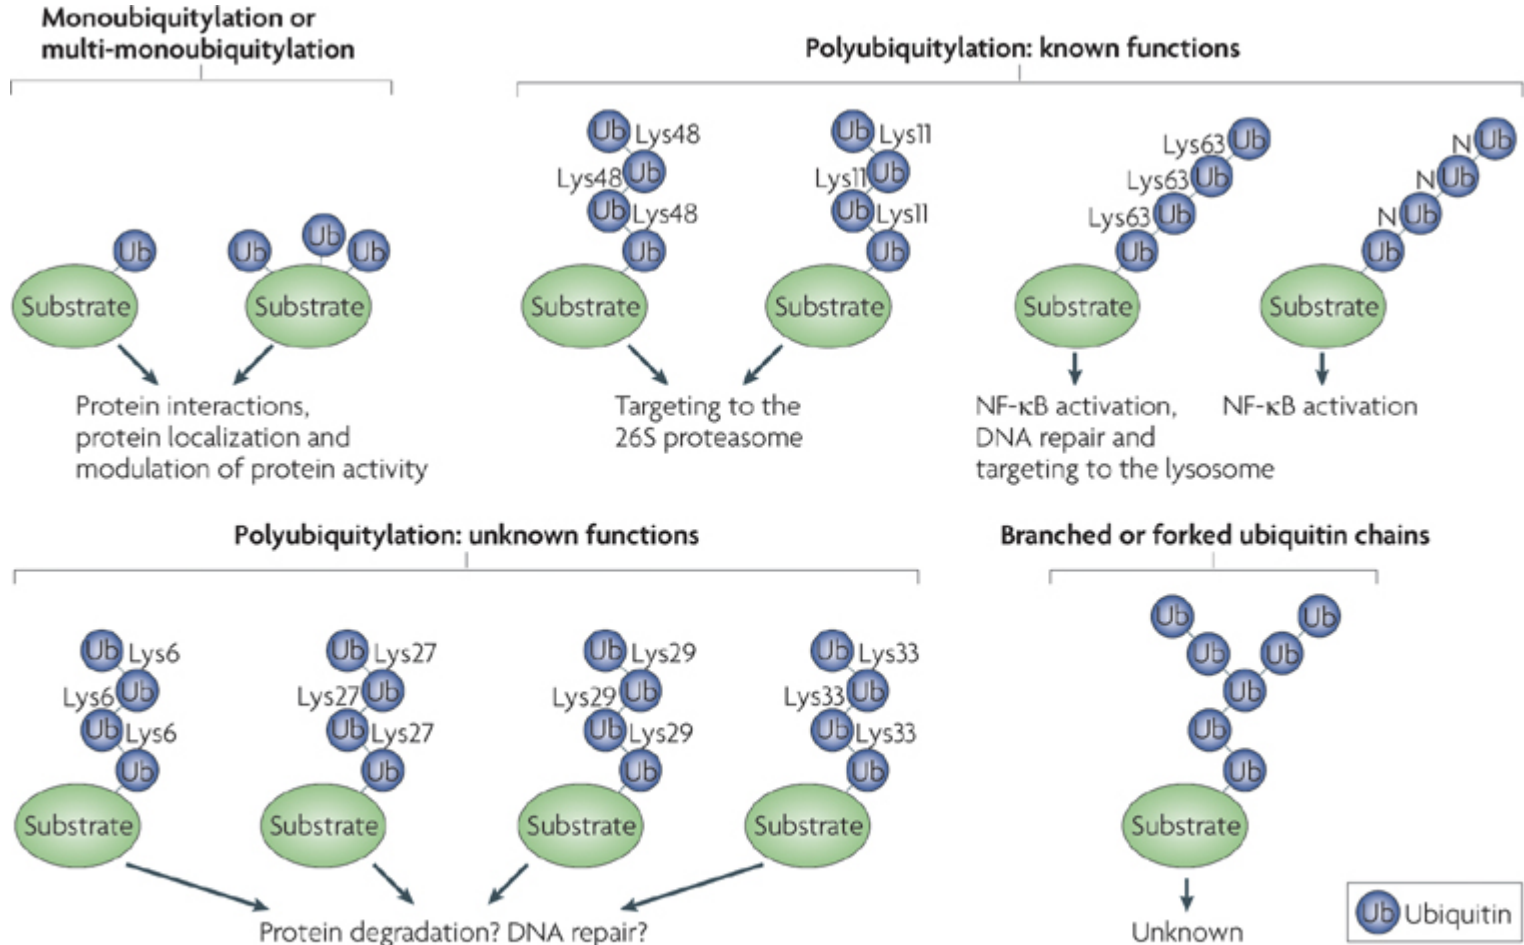 Monoubiquitylation or
multi-monoubiquitylation
Polyubiquitylation: known functions
Ub Lys48
Lys48 Ub
Ub Lys48
Ub
Substrate
Ub Lys11
Lys11 Ub
Ub Lys11
Ub
Substrate
Lys63 Ub
Lys63 Ub
Lys63 Ub
Ub
Substrate
N Ub
N Ub
N Ub
Ub
Substrate
Ub
Substrate
Ub Ub Ub
Substrate
Protein interactions,
protein localization and
modulation of protein activity
Targeting to the
26S proteasome
NF-κB activation,
DNA repair and
targeting to the lysosome
NF-κB activation
Polyubiquitylation: unknown functions
Ub Lys6
Lys6 Ub
Ub Lys6
Ub
Substrate
Ub Lys27
Lys27 Ub
Ub Lys27
Ub
Substrate
Ub Lys29
Lys29 Ub
Ub Lys29
Ub
Substrate
Ub Lys33
Lys33 Ub
Ub Lys33
Ub
Substrate
Protein degradation? DNA repair?
Branched or forked ubiquitin chains
Ub Ub
Ub Ub
Ub
Ub
Ub
Substrate
Unknown
Ub Ubiquitin